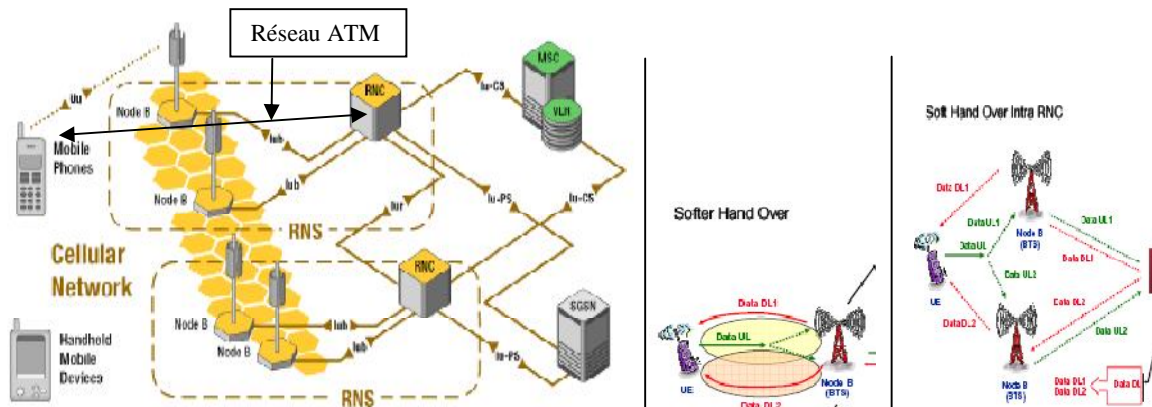 Réseau ATM
MSC
VLR
RNC
Iu-CS
Uu
Node B
Iub
Mobile
Phones
Iub
Node B
Iur
Iu-PS
Iu-CS
RNS
Cellular
Network
RNC
SGSN
Node B
Iub
Node B
Iub
Iu-PS
Handheld
Mobile
Devices
RNS
Softer Hand Over
Data DL1
Data UL
UE
Node B
(BTS)
Data DL2
Soft Hand Over Intra RNC
Data DL1
Data UL1
Data UL1
Node B
(BTS)
Data UL
Data DL1
UE
Data UL2
Data DL2
Data DL2
Data UL2
Node B
(BTS)
Data DL1
Data DL2
Data DL